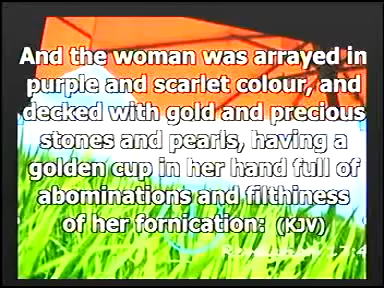 And the woman was arrayed in
purple and scarlet colour, and
decked with gold and precious
stones and pearls, having a
golden cup in her hand full of
abominations and filthiness
of her fornication: (KJV)
Revelation 17:4